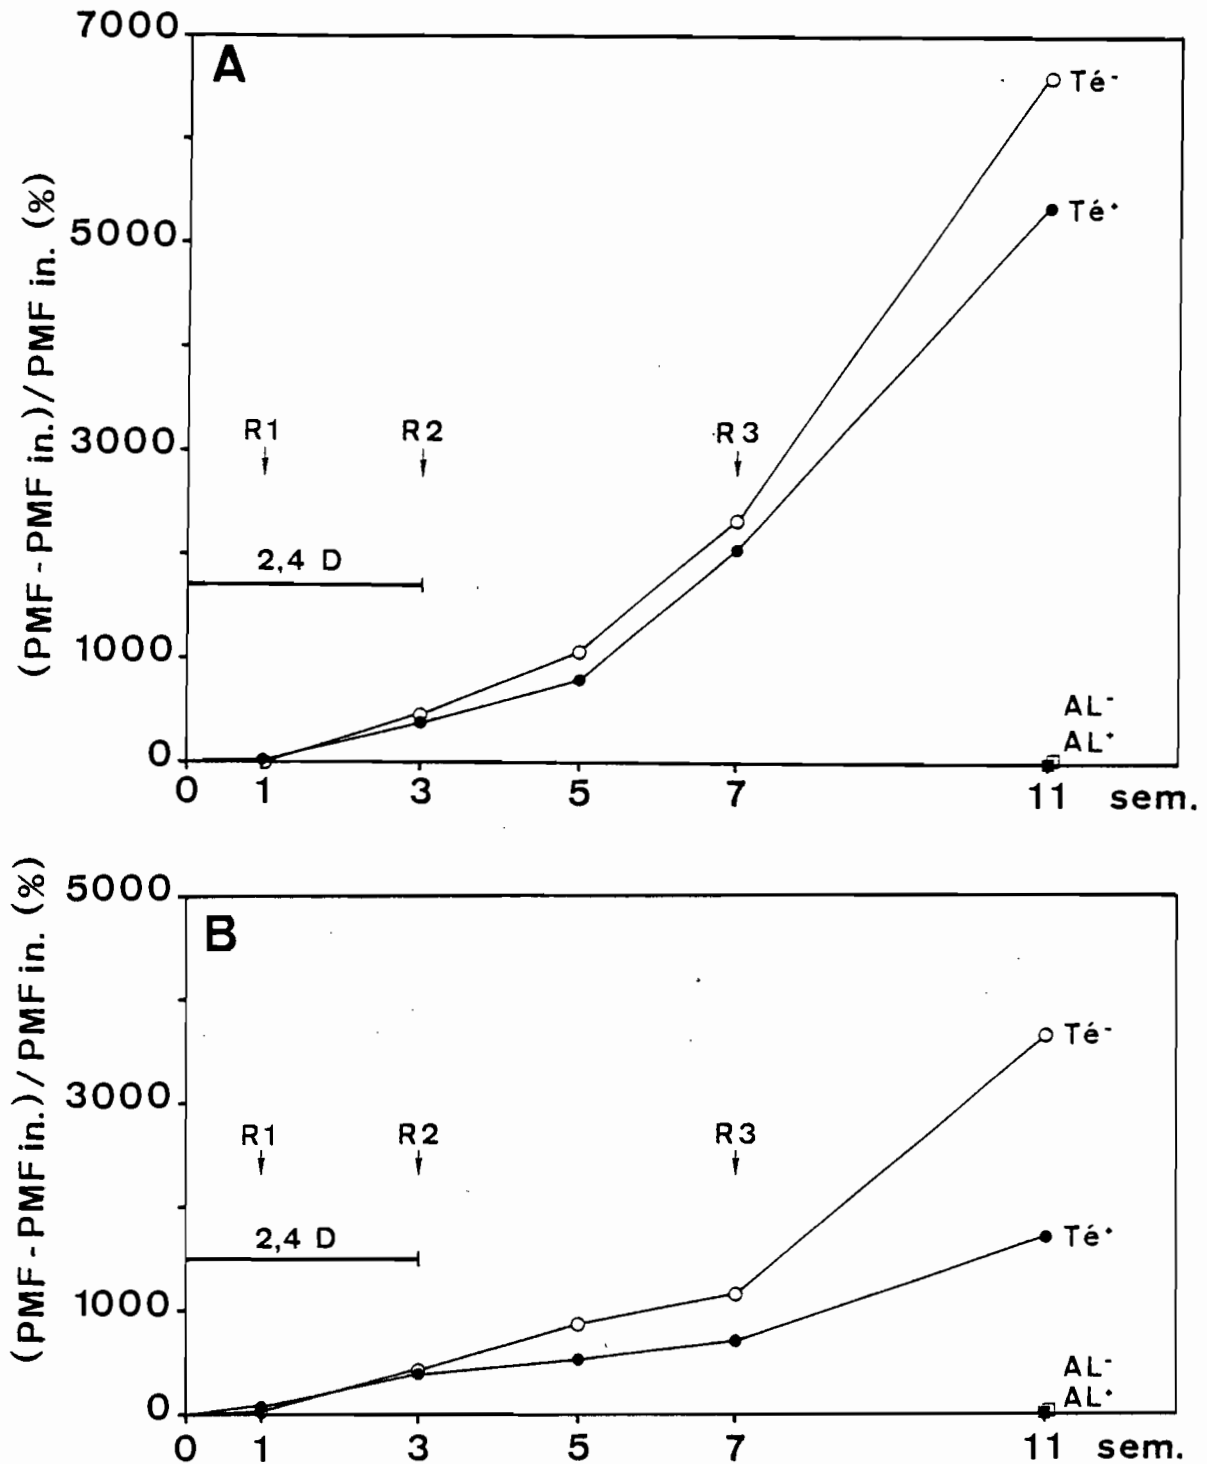 7000
A
Té-
Té+
(PMF - PMF in.) / PMF in. (%)
5000
R1 R2 R3
3000
2,4 D
1000
AL-
AL+
0
0 1 3 5 7 11 sem.
5000
B
(PMF - PMF in.) / PMF in. (%)
Té-
3000
R1 R2 R3
2,4 D
Té+
1000
AL-
AL+
0
0 1 3 5 7 11 sem.